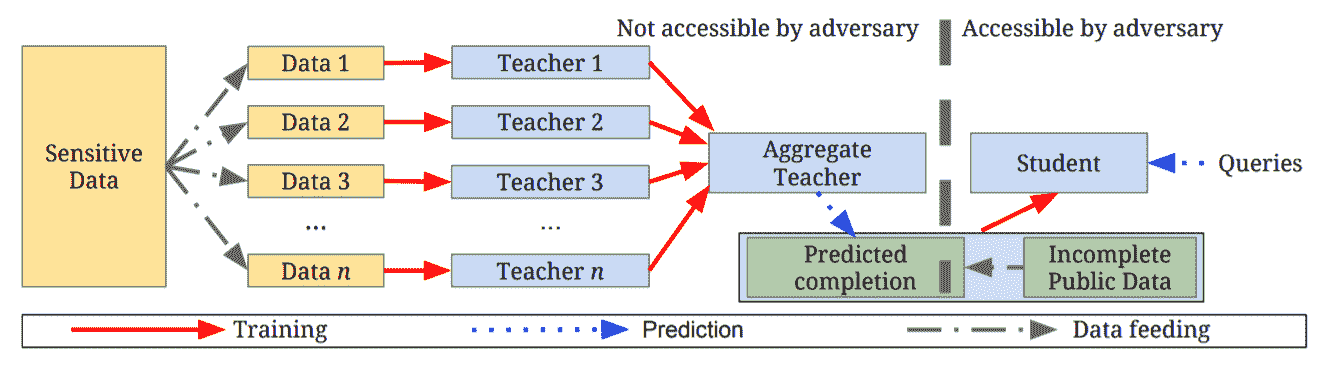 Not accessible by adversary
Accessible by adversary
Sensitive
Data
Data 1
Teacher 1
Data 2
Teacher 2
Data 3
Teacher 3
...
...
Data n
Teacher n
Aggregate
Teacher
Student
Queries
Predicted
completion
Incomplete
Public Data
Training
Prediction
Data feeding